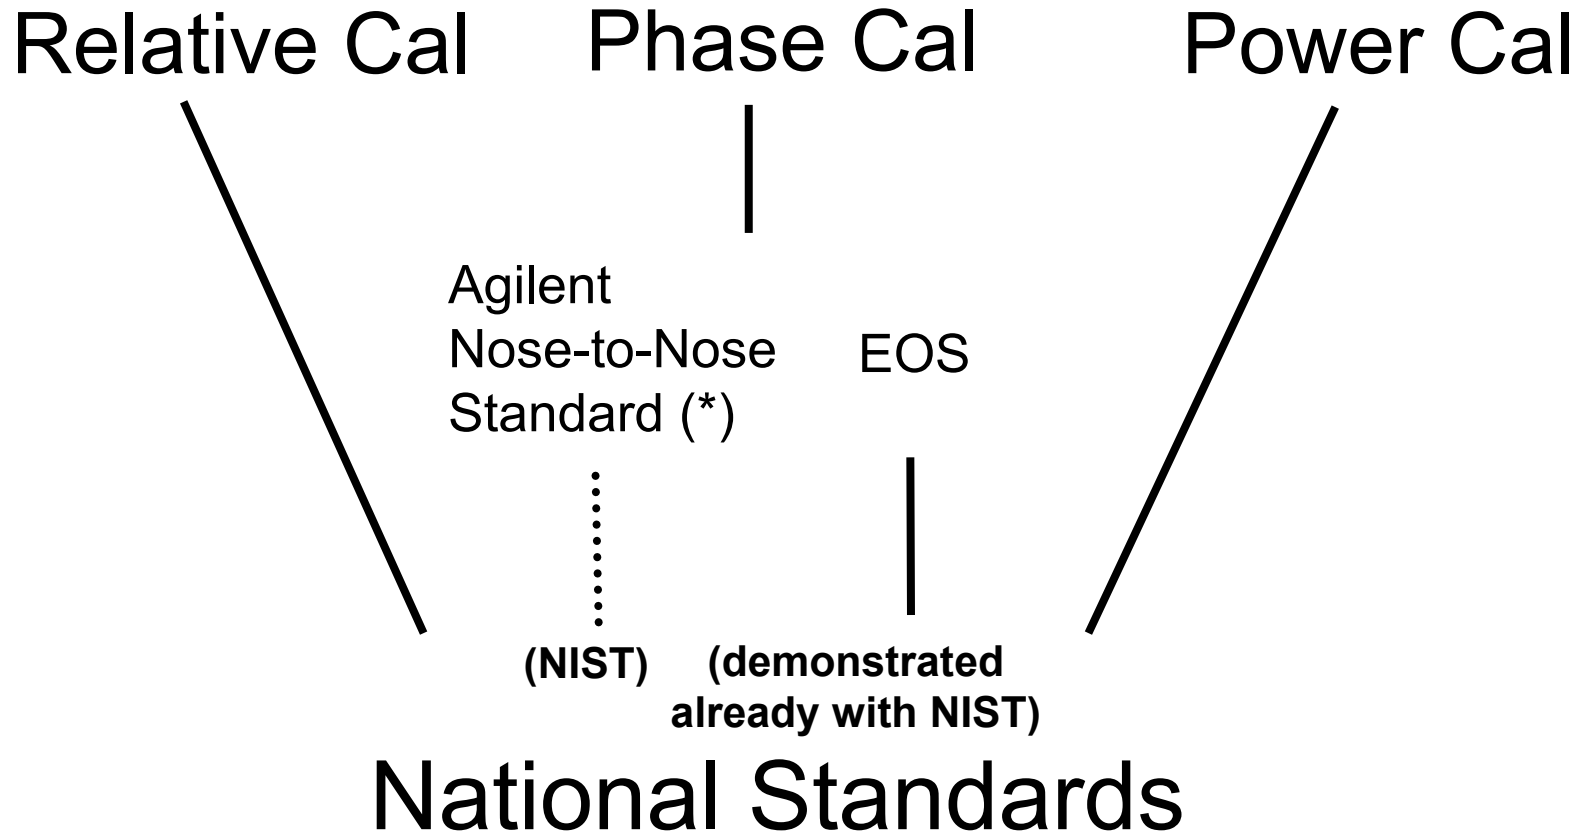 Relative Cal
Phase Cal
Power Cal
Agilent
Nose-to-Nose
Standard (*)
EOS
(NIST)
(demonstrated
already with NIST)
National Standards